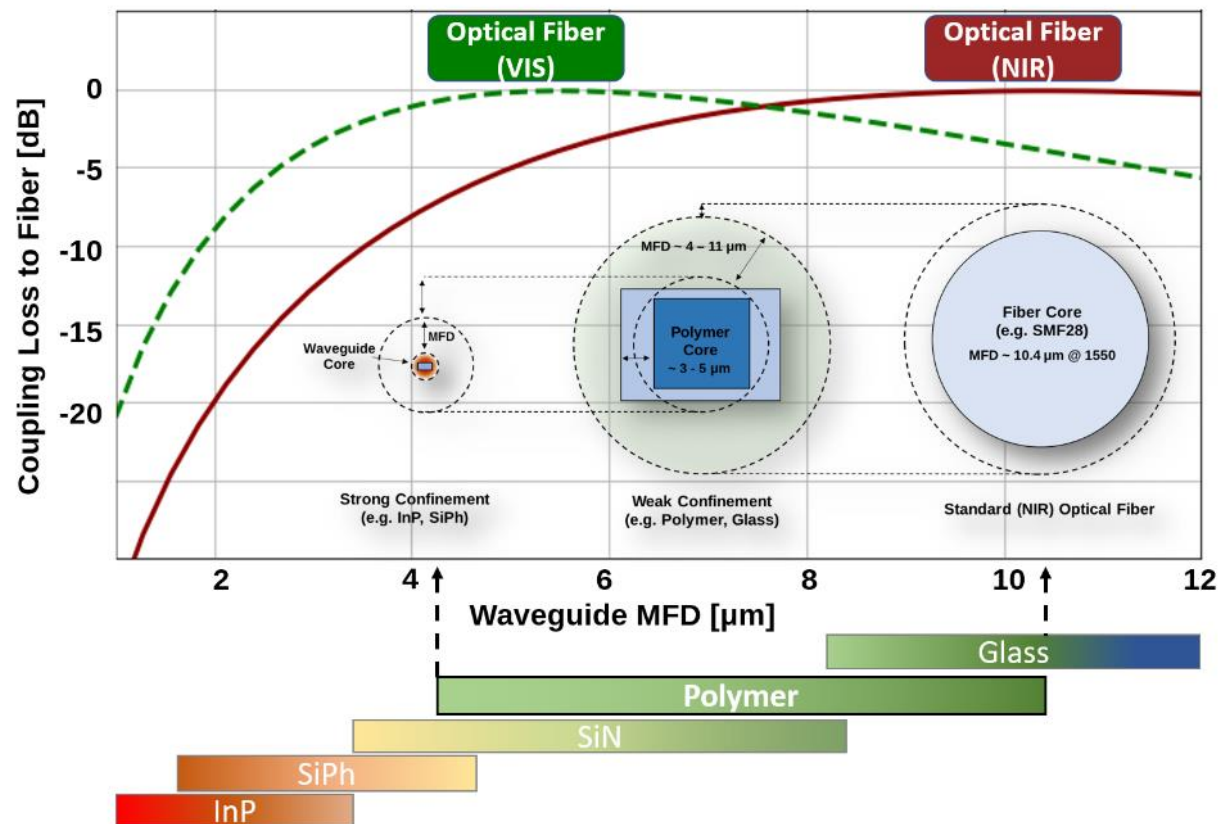 Optical Fiber
(VIS)
Optical Fiber
(NIR)
Coupling Loss to Fiber [dB]
0
-5
-10
-15
-20
MFD ~ 4 – 11 µm
MFD
Waveguide
Core
Polymer
Core
~ 3 - 5 µm
Fiber Core
(e.g. SMF28)
MFD ~ 10.4 µm @ 1550
Strong Confinement
(e.g. InP, SiPh)
Weak Confinement
(e.g. Polymer, Glass)
Standard (NIR) Optical Fiber
2
4
6
8
10
12
Waveguide MFD [µm]
Glass
Polymer
SiN
SiPh
InP